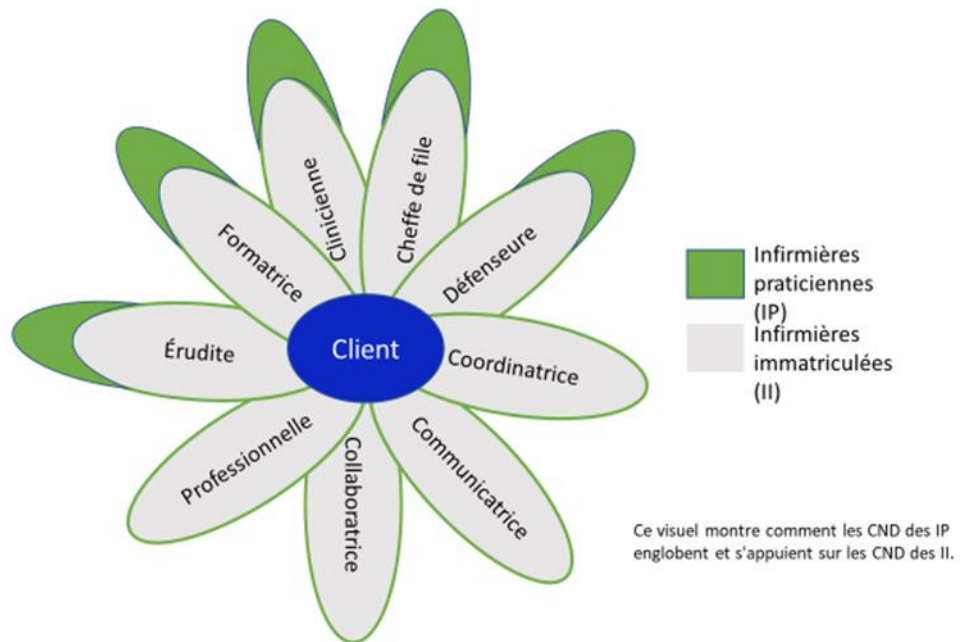 Clinicienne
Cheffe de file
Formatrice
Défenseure
Érudite
Client
Coordinatrice
Professionnelle
Collaboratrice
Communicatrice
Infirmières
praticiennes
(IP)
Infirmières
immatriculées
(II)
Ce visuel montre comment les CND des IP
englobent et s'appuient sur les CND des II.